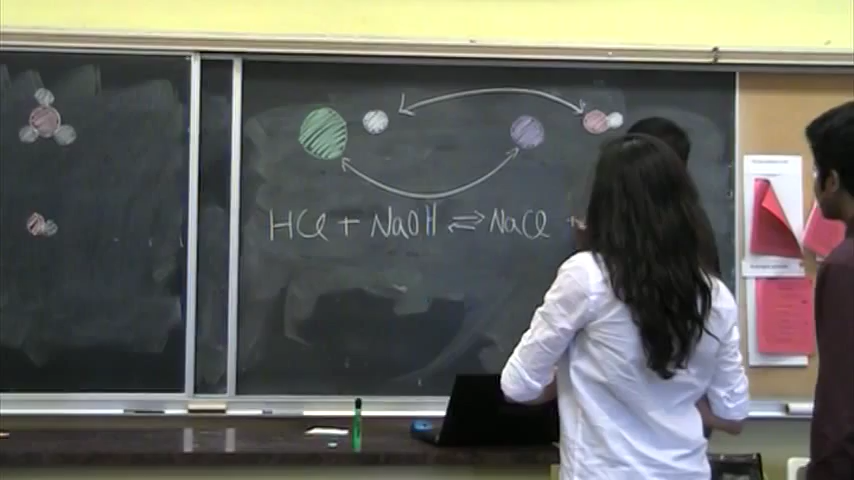 HCl + NaOH ⇌ NaCl +